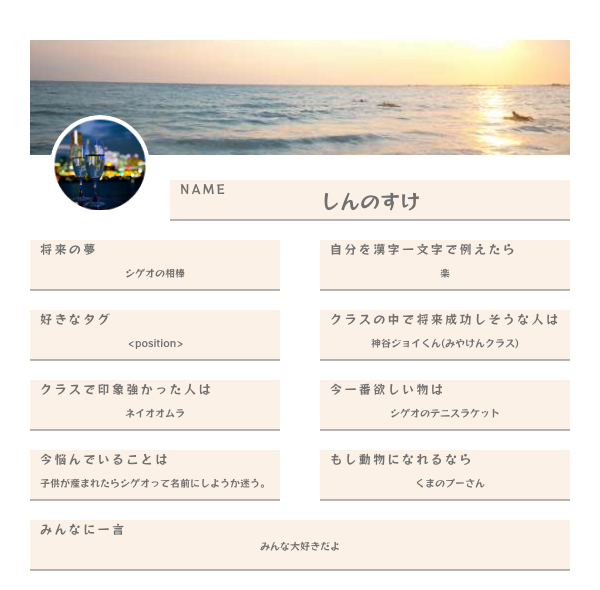 NAME
しんのすけ
将来の夢
シゲオの相棒
自分を漢字一文字で例えたら
楽
好きなタグ
<position>
クラスの中で将来成功しそうな人は
神谷ジョイくん(みやけんクラス)
クラスで印象強かった人は
ネイオオムラ
今一番欲しい物は
シゲオのテニスラケット
今悩んでいることは
子供が産まれたらシゲオって名前にしようか迷う。
もし動物になれるなら
くまのプーさん
みんなに一言
みんな大好きだよ